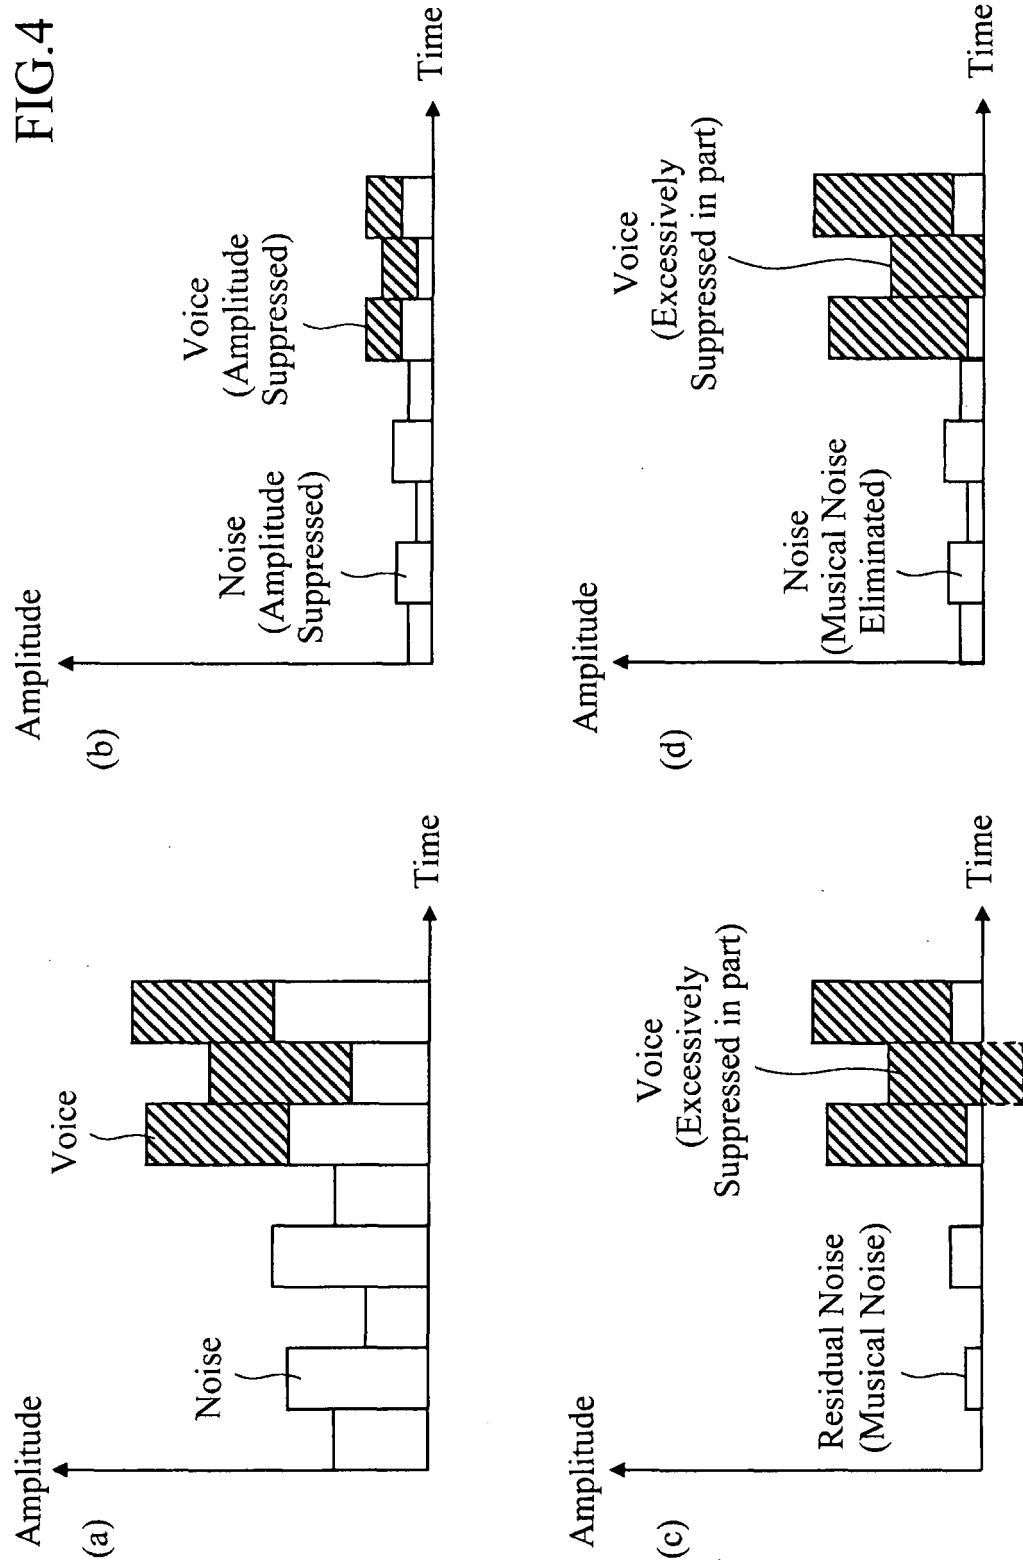 FIG.4
(a)
Amplitude
Noise
Voice
Time
(b)
Amplitude
Noise
(Amplitude
Suppressed)
Voice
(Amplitude
Suppressed)
Time
(c)
Amplitude
Residual Noise
(Musical Noise)
Voice
(Excessively
Suppressed in part)
Time
(d)
Amplitude
Noise
(Musical Noise
Eliminated)
Voice
(Excessively
Suppressed in part)
Time